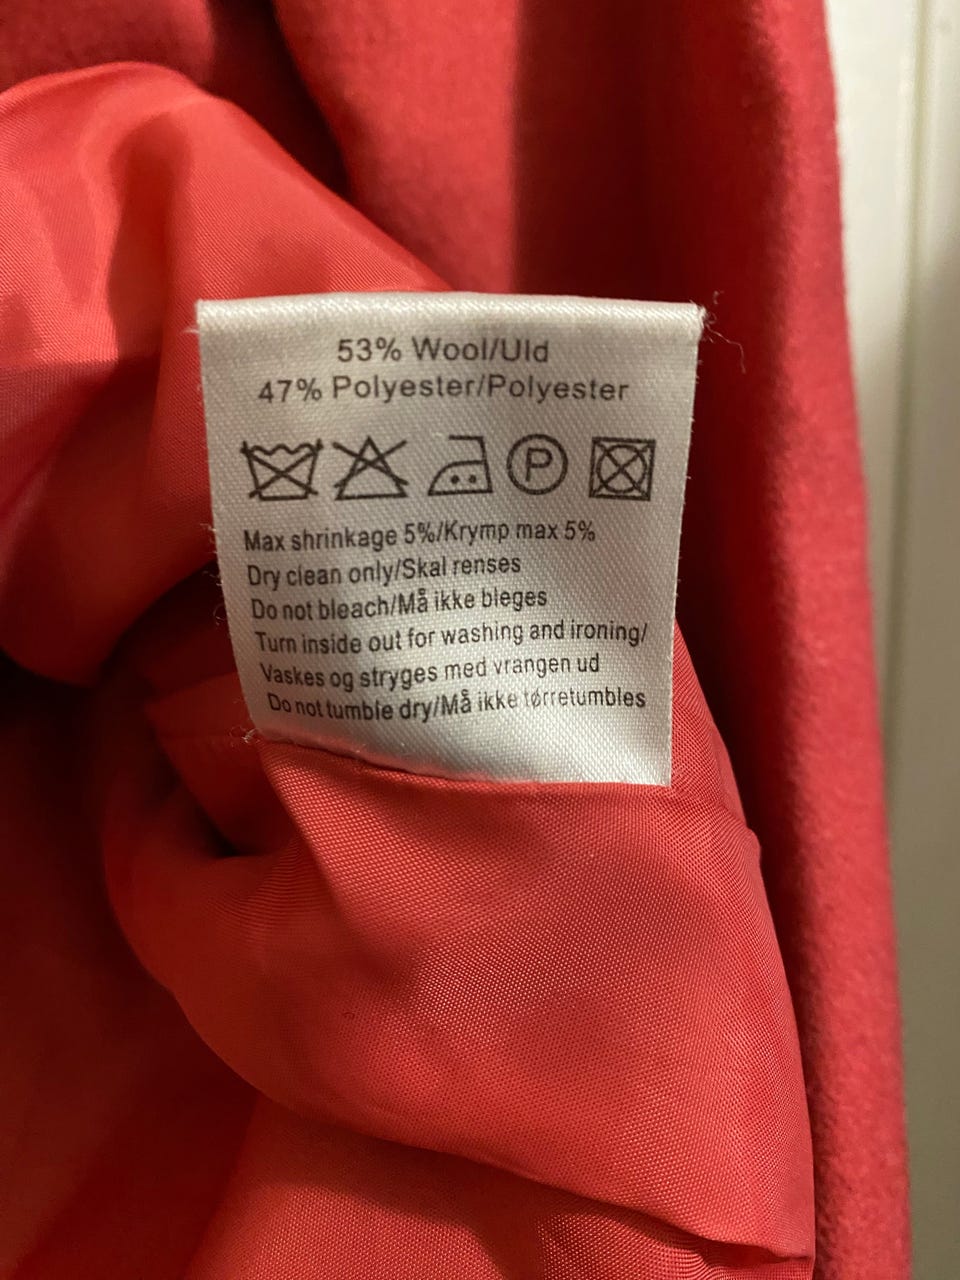 53% Wool/Uld
47% Polyester/Polyester
P
Max shrinkage 5%/Krymp max 5%
Dry clean only/Skal renses
Do not bleach/Må ikke bleges
Turn inside out for washing and ironing/
Vaskes og stryges med vrangen ud
Do not tumble dry/Må ikke tørretumbles